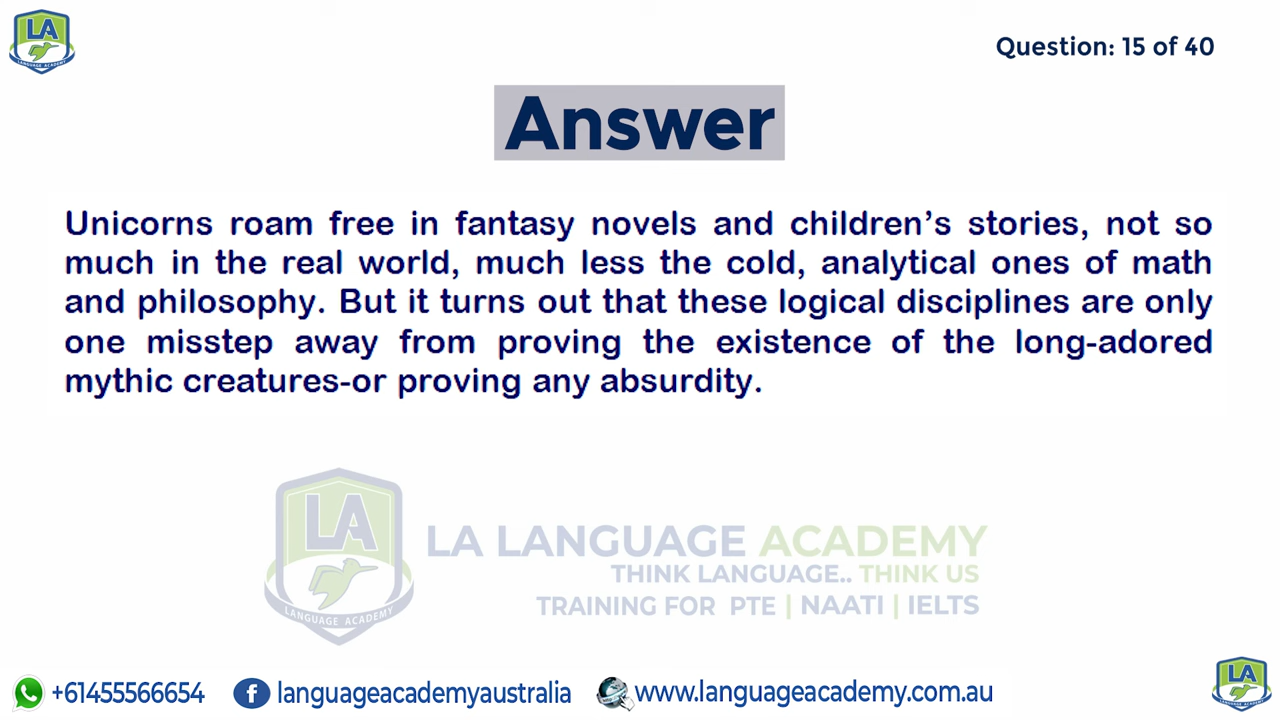 LA
LANGUAGE ACADEMY
Question: 15 of 40
Answer
Unicorns roam free in fantasy novels and children's stories, not so
much in the real world, much less the cold, analytical ones of math
and philosophy. But it turns out that these logical disciplines are only
one misstep away from proving the existence of the long-adored
mythic creatures-or proving any absurdity.
LA
LANGUAGE ACADEMY
LA LANGUAGE ACADEMY
THINK LANGUAGE.. THINK US
TRAINING FOR PTE | NAATI | IELTS
+61455566654
languageacademyaustralia
www.languageacademy.com.au
LA
LANGUAGE ACADEMY